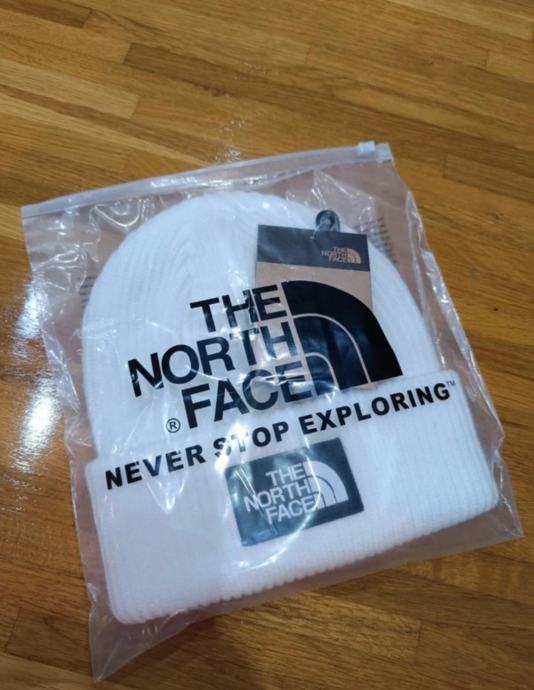 THE
NORTH
FACE
THE
NORTH
FACE
®
NEVER STOP EXPLORING™
THE
NORTH
FACE